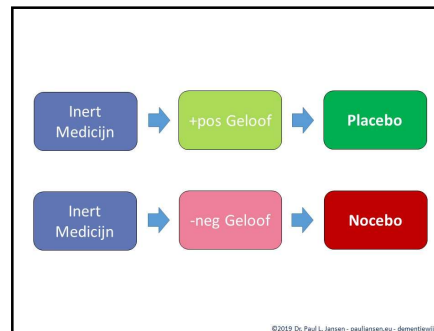 Inert
Medicijn
+pos Geloof
Placebo
Inert
Medicijn
-neg Geloof
Nocebo
©2019 Dr. Paul L. Jansen - pauljansen.eu - dementiewij